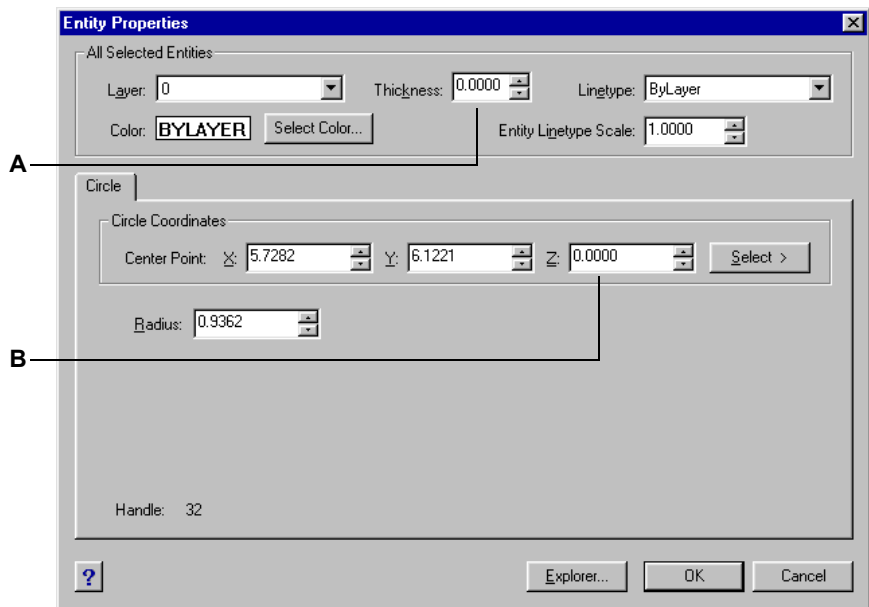 Entity Properties
All Selected Entities
Layer: 0 Thickness: 0.0000 Linetype: ByLayer
Color: BYLAYER Select Color... Entity Linetype Scale: 1.0000
A
Circle
Circle Coordinates
Center Point: X: 5.7282 Y: 6.1221 Z: 0.0000 Select >
Radius: 0.9362
B
Handle: 32
? Explorer... OK Cancel